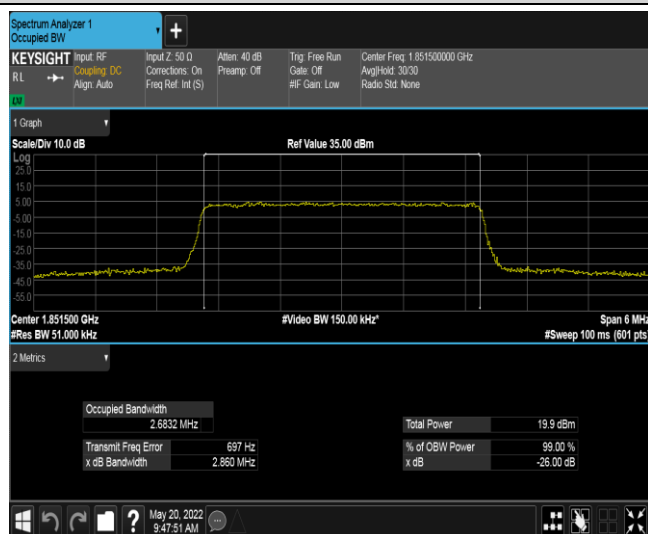 Spectrum Analyzer 1
Occupied BW
+
KEYSIGHT
RL
LXI
Input: RF
Coupling: DC
Align: Auto
Input Z: 50 Ω
Corrections: On
Freq Ref: Int (S)
Atten: 40 dB
Preamp: Off
Trig: Free Run
Gate: Off
#IF Gain: Low
Center Freq: 1.851500000 GHz
Avg|Hold: 30/30
Radio Std: None
1 Graph
Scale/Div 10.0 dB
Ref Value 35.00 dBm
Log
25.0
15.0
5.00
-5.00
-15.0
-25.0
-35.0
-45.0
-55.0
Center 1.851500 GHz
#Video BW 150.00 kHz*
Span 6 MHz
#Res BW 51.000 kHz
#Sweep 100 ms (601 pts)
2 Metrics
Occupied Bandwidth
2.6832 MHz
Total Power 19.9 dBm
Transmit Freq Error 697 Hz
% of OBW Power 99.00 %
x dB Bandwidth 2.860 MHz
x dB -26.00 dB
?
May 20, 2022
9:47:51 AM